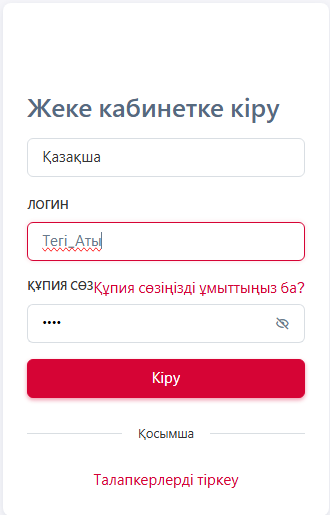 Жеке кабинетке кіру
Қазақша
ЛОГИН
Тегі_Аты
ҚҰПИЯ СӨЗ Құпия сөзіңізді ұмыттыңыз ба?
••••
Кіру
Қосымша
Талапкерлерді тіркеу